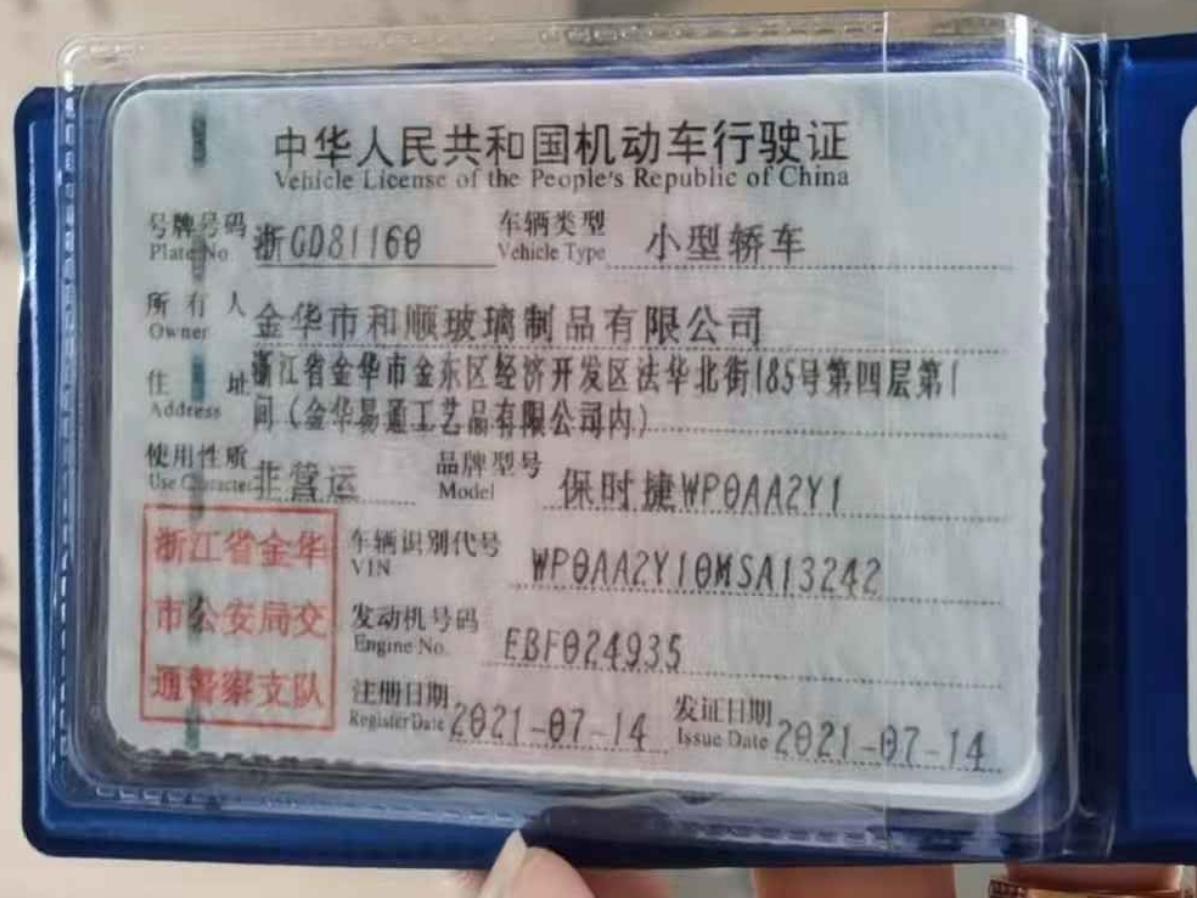 中华人民共和国机动车行驶证
Vehicle License of the People's Republic of China
号牌号码 浙GD81160 车辆类型 小型轿车
Plate No Vehicle Type
所有人 金华市和顺玻璃制品有限公司
Owner
住址 浙江省金华市金东区经济开发区法华北街185号第四层第1
Address 间(金华易通工艺品有限公司内)
使用性质 非营运 品牌型号 保时捷WP0AA2Y1
Use Character Model
浙江省金华
市公安局交
通警察支队
车辆识别代号 WP0AA2Y10MSA13242
VIN
发动机号码 EBF024935
Engine No.
注册日期 2021-07-14 发证日期 2021-07-14
Register Date Issue Date